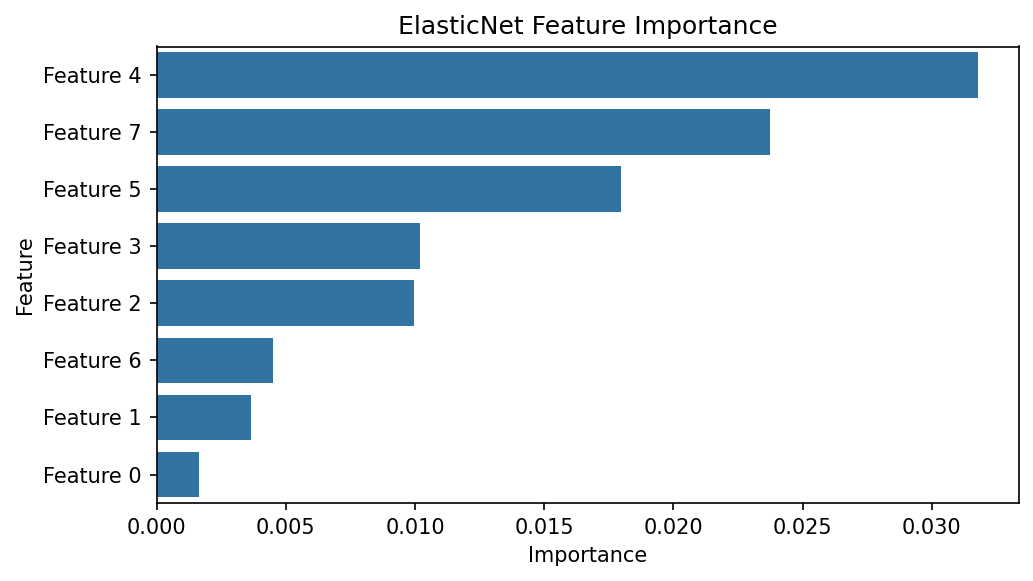 ElasticNet Feature Importance
Feature 4
Feature 7
Feature 5
Feature 3
Feature 2
Feature 6
Feature 1
Feature 0
Feature
0.000 0.005 0.010 0.015 0.020 0.025 0.030
Importance